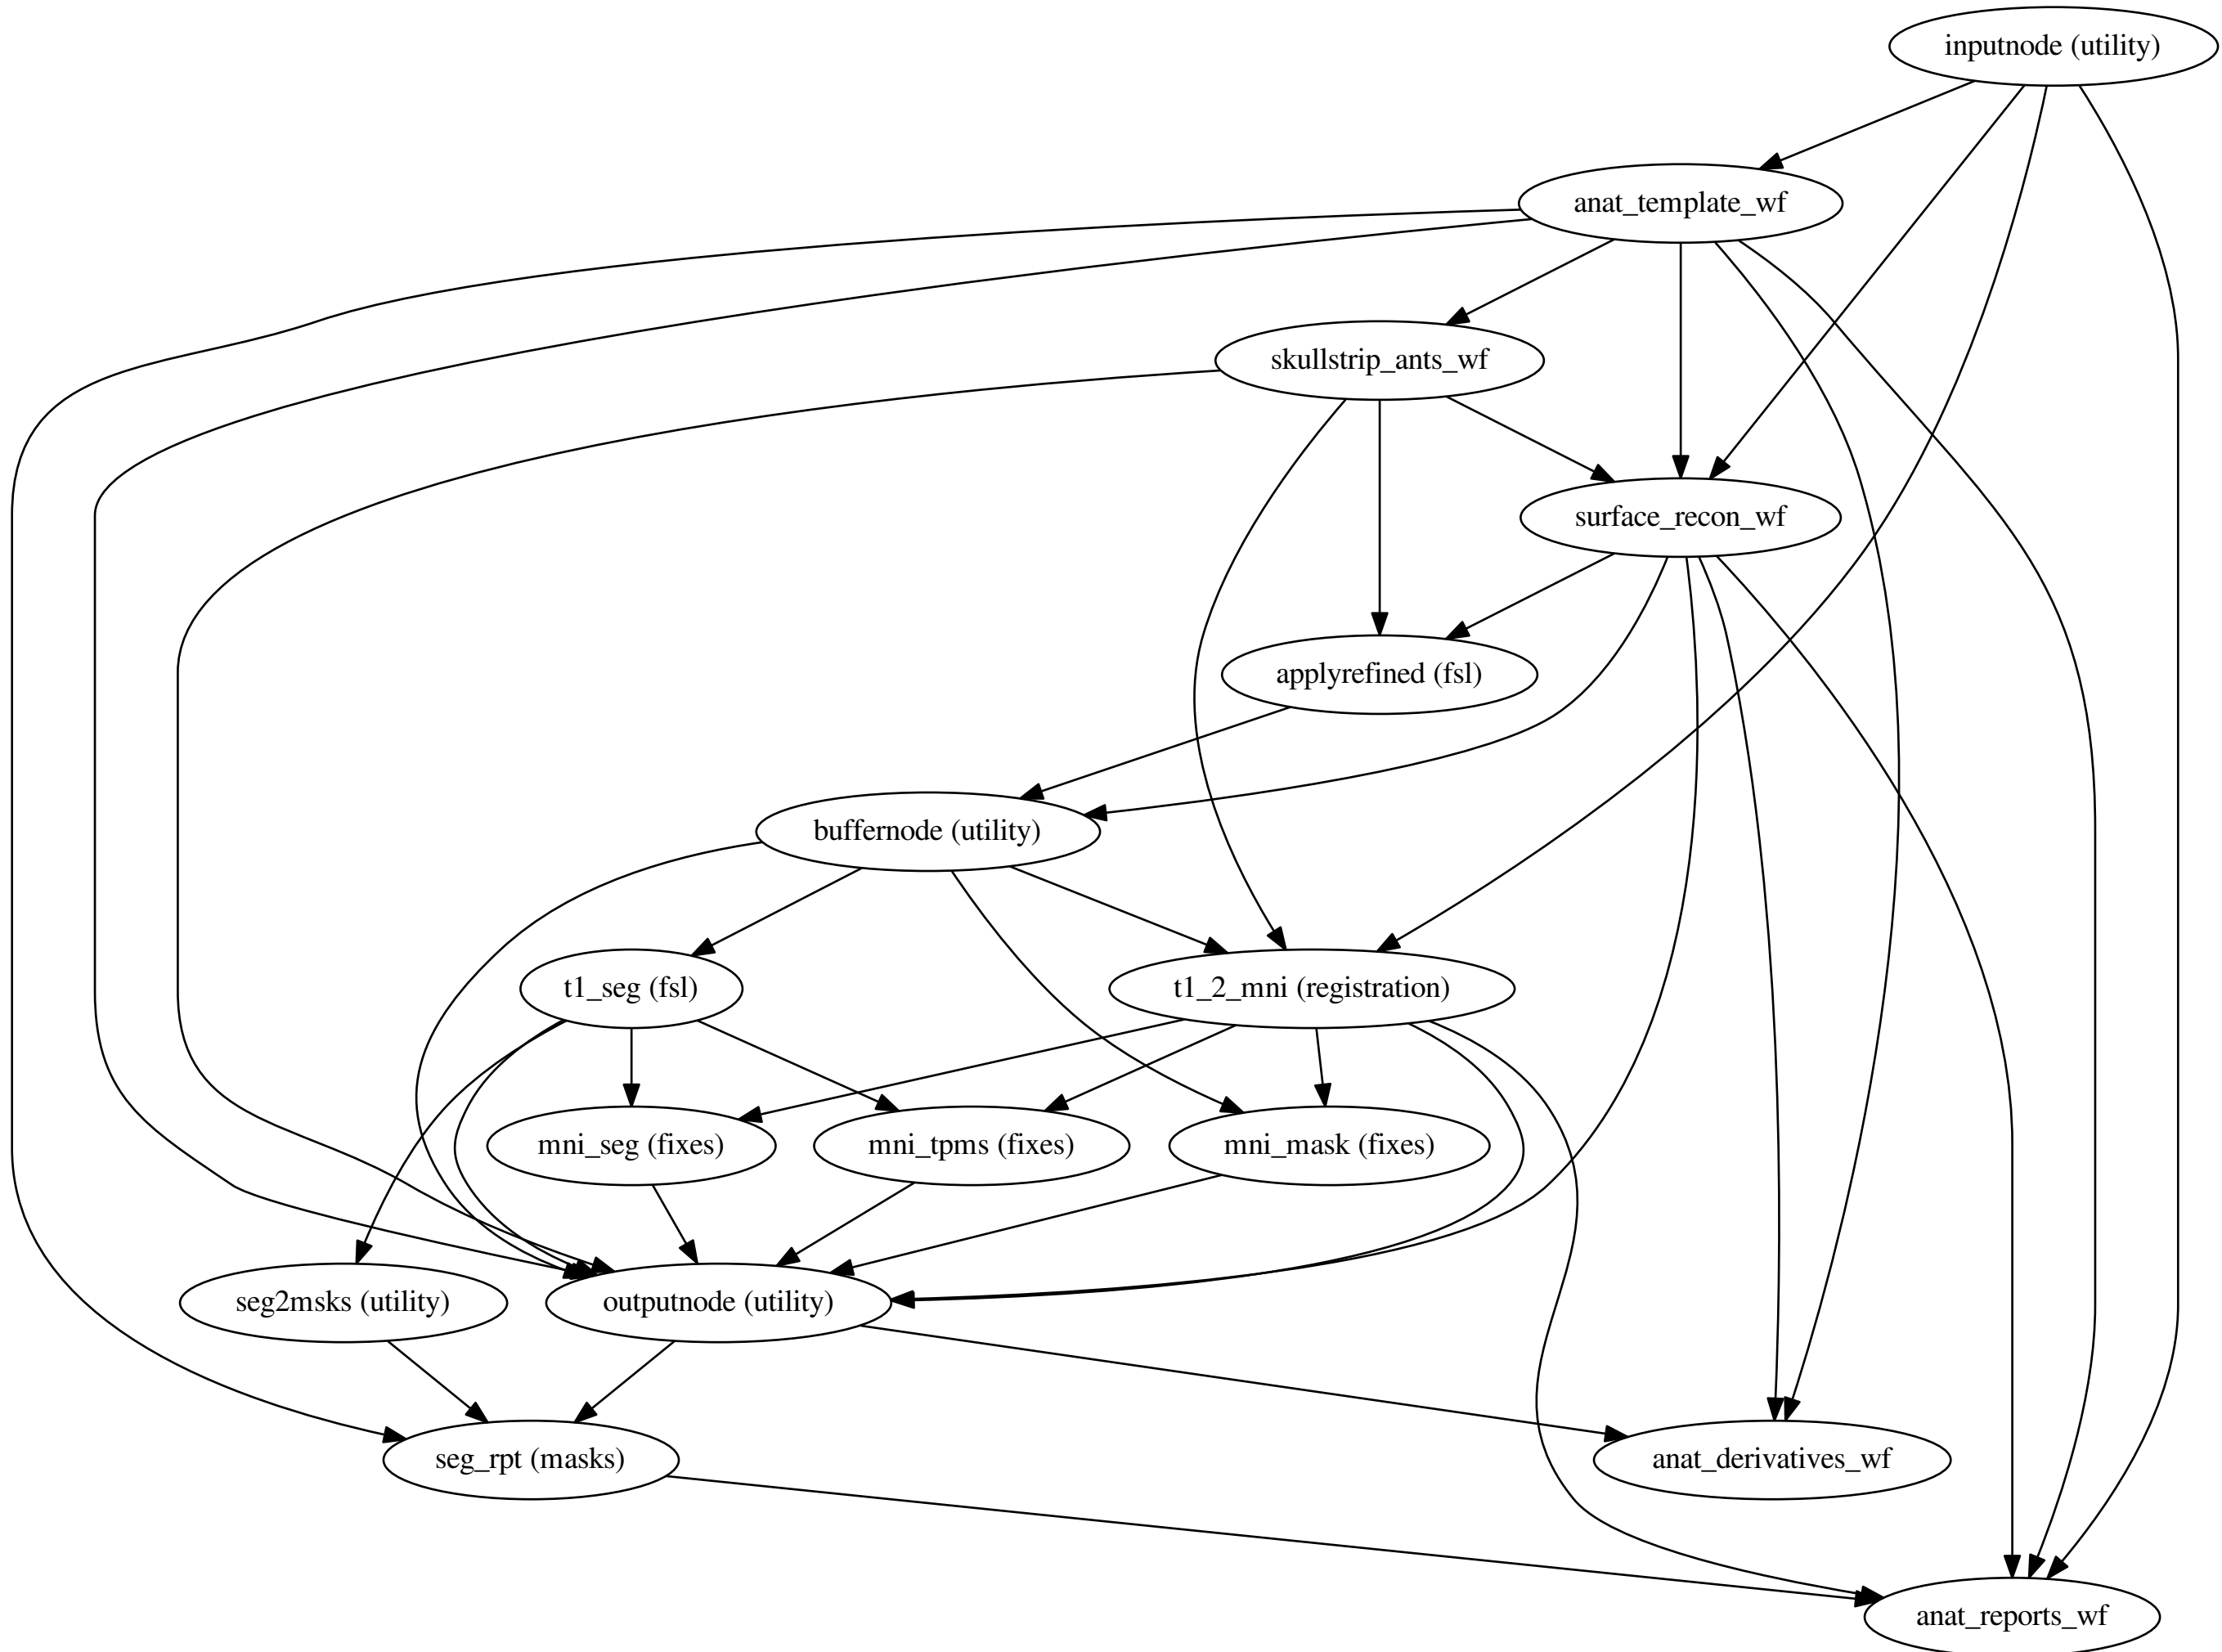 inputnode (utility)
anat_template_wf
skullstrip_ants_wf
surface_recon_wf
applyrefined (fsl)
buffernode (utility)
t1_seg (fsl)
t1_2_mni (registration)
mni_seg (fixes)
mni_tpms (fixes)
mni_mask (fixes)
seg2msks (utility)
outputnode (utility)
seg_rpt (masks)
anat_derivatives_wf
anat_reports_wf